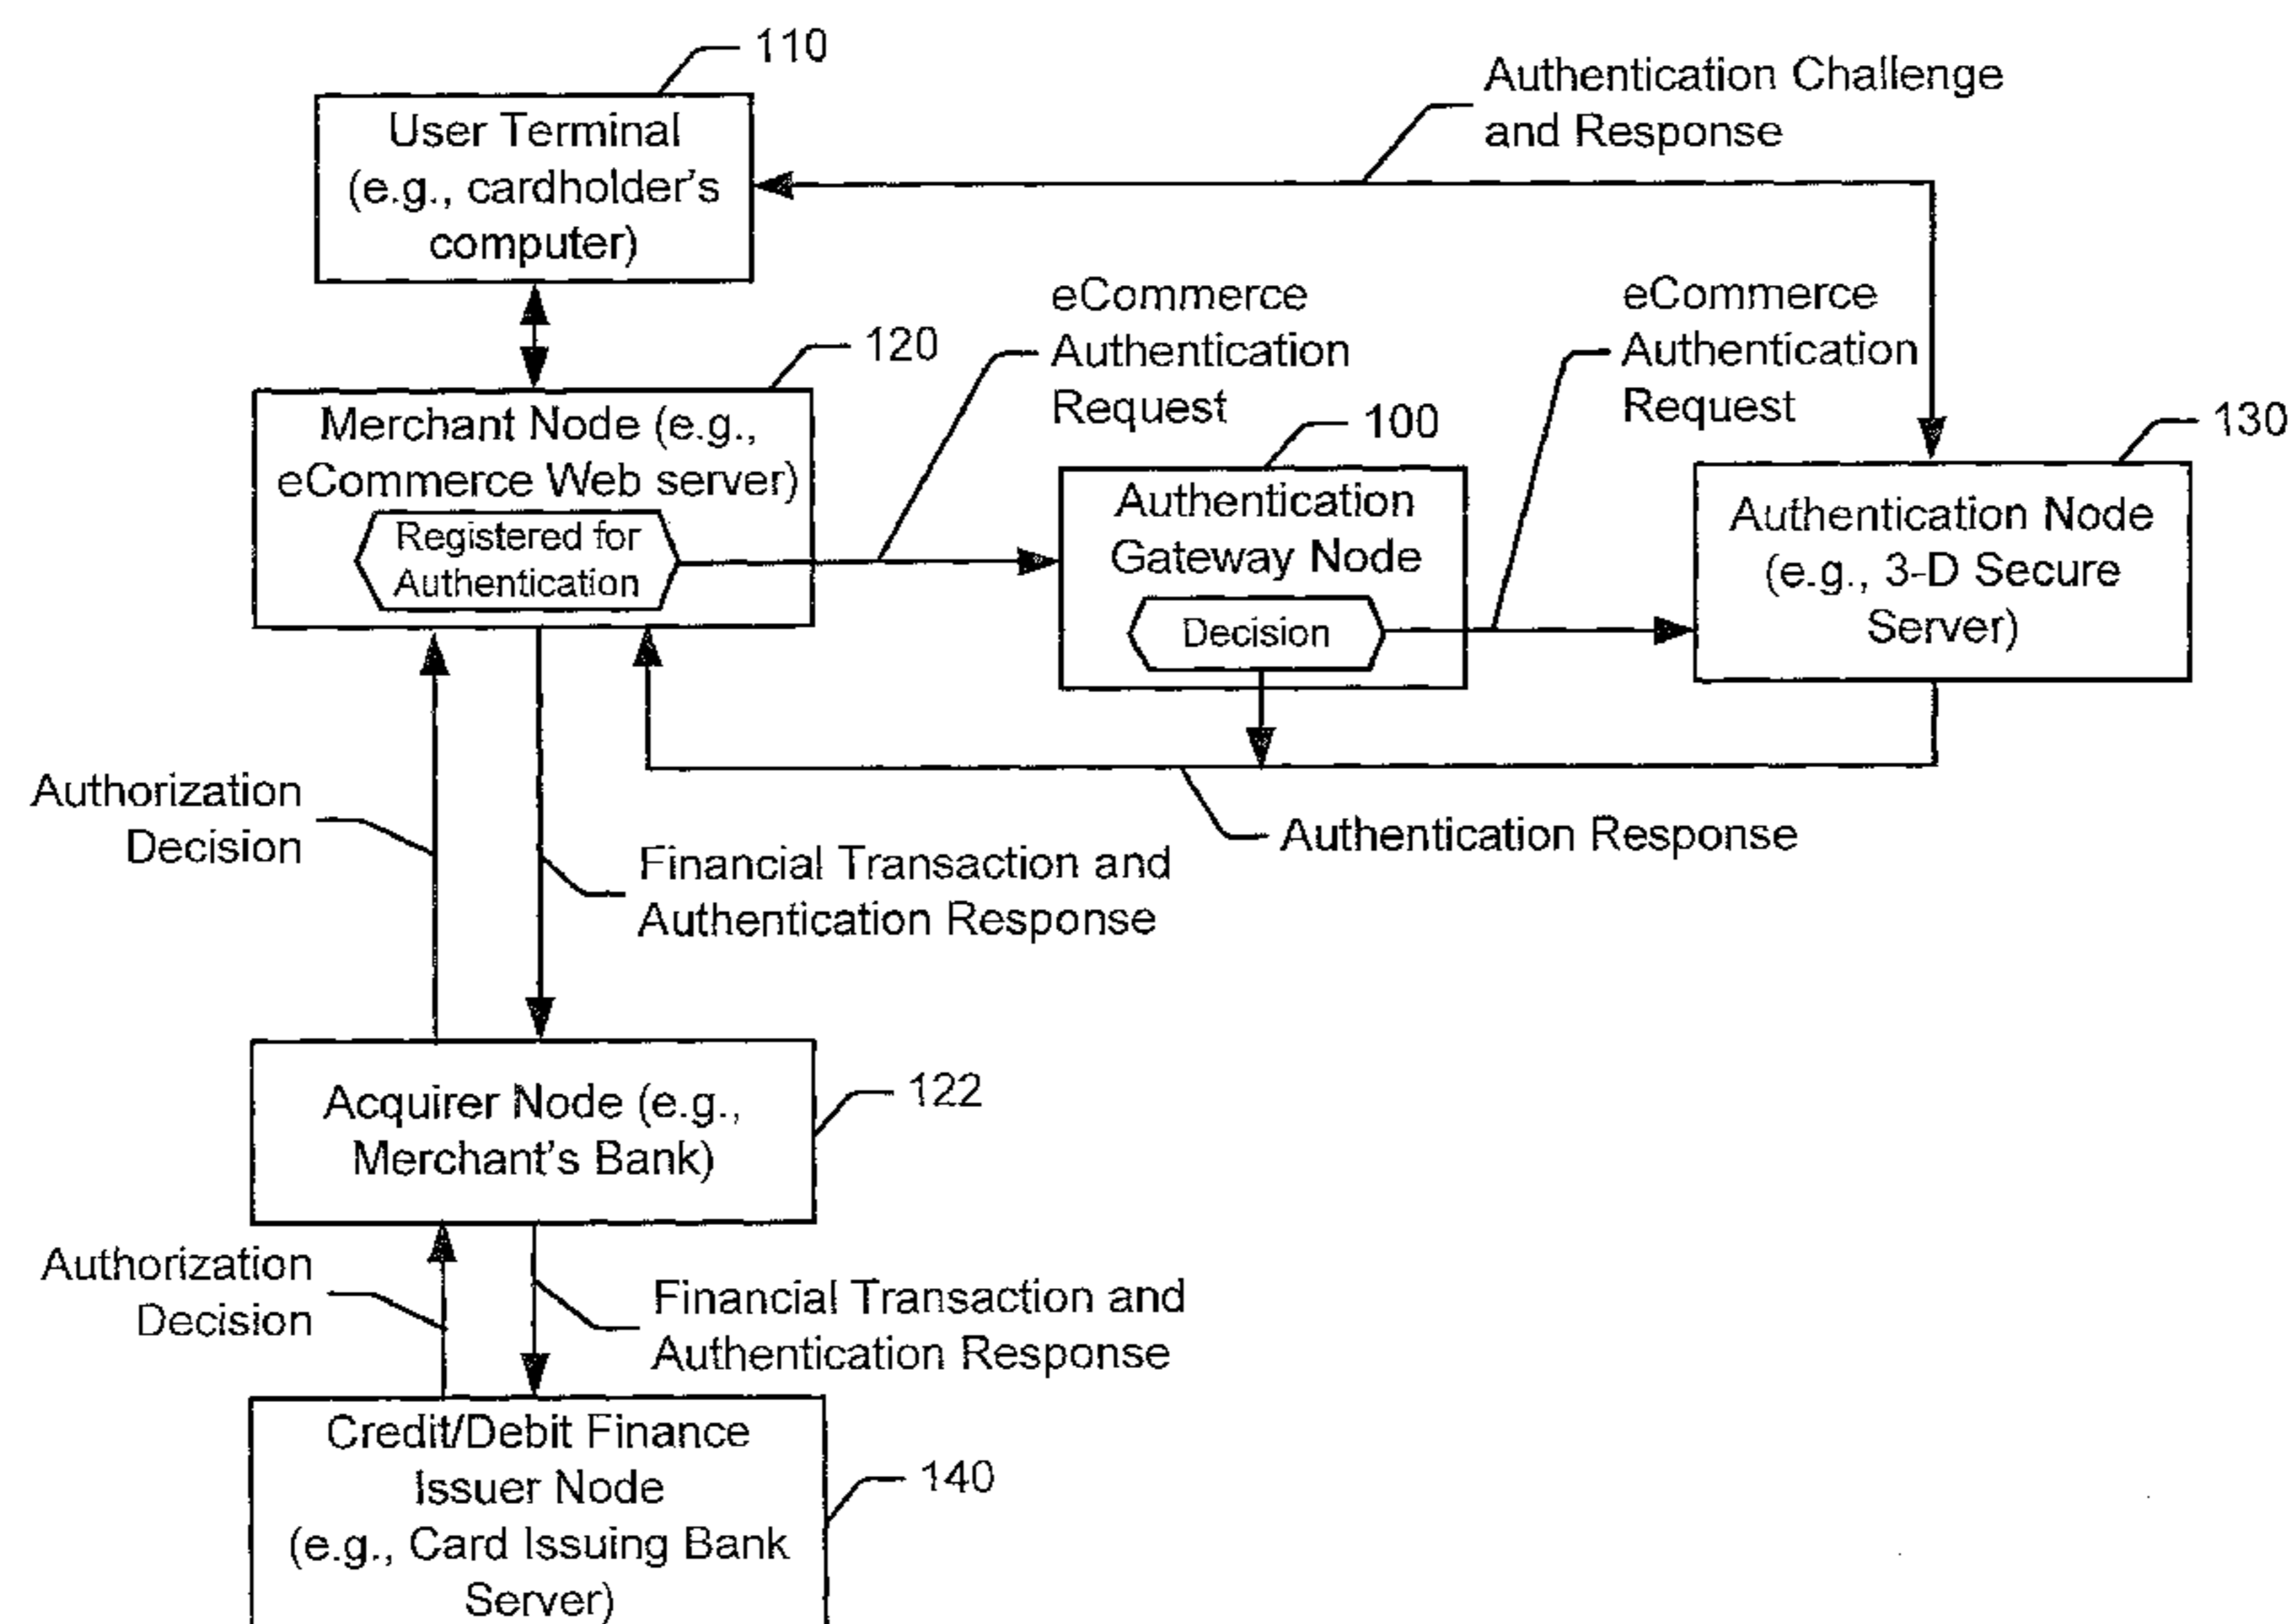 110
User Terminal
(e.g., cardholder's
computer)
Authentication Challenge
and Response
120
Merchant Node (e.g.,
eCommerce Web server)
Registered for
Authentication
eCommerce
Authentication
Request
100
Authentication
Gateway Node
Decision
eCommerce
Authentication
Request
130
Authentication Node
(e.g., 3-D Secure
Server)
Authentication Response
Authorization
Decision
Financial Transaction and
Authentication Response
Acquirer Node (e.g.,
Merchant's Bank)
122
Authorization
Decision
Financial Transaction and
Authentication Response
Credit/Debit Finance
Issuer Node
(e.g., Card Issuing Bank
Server)
140